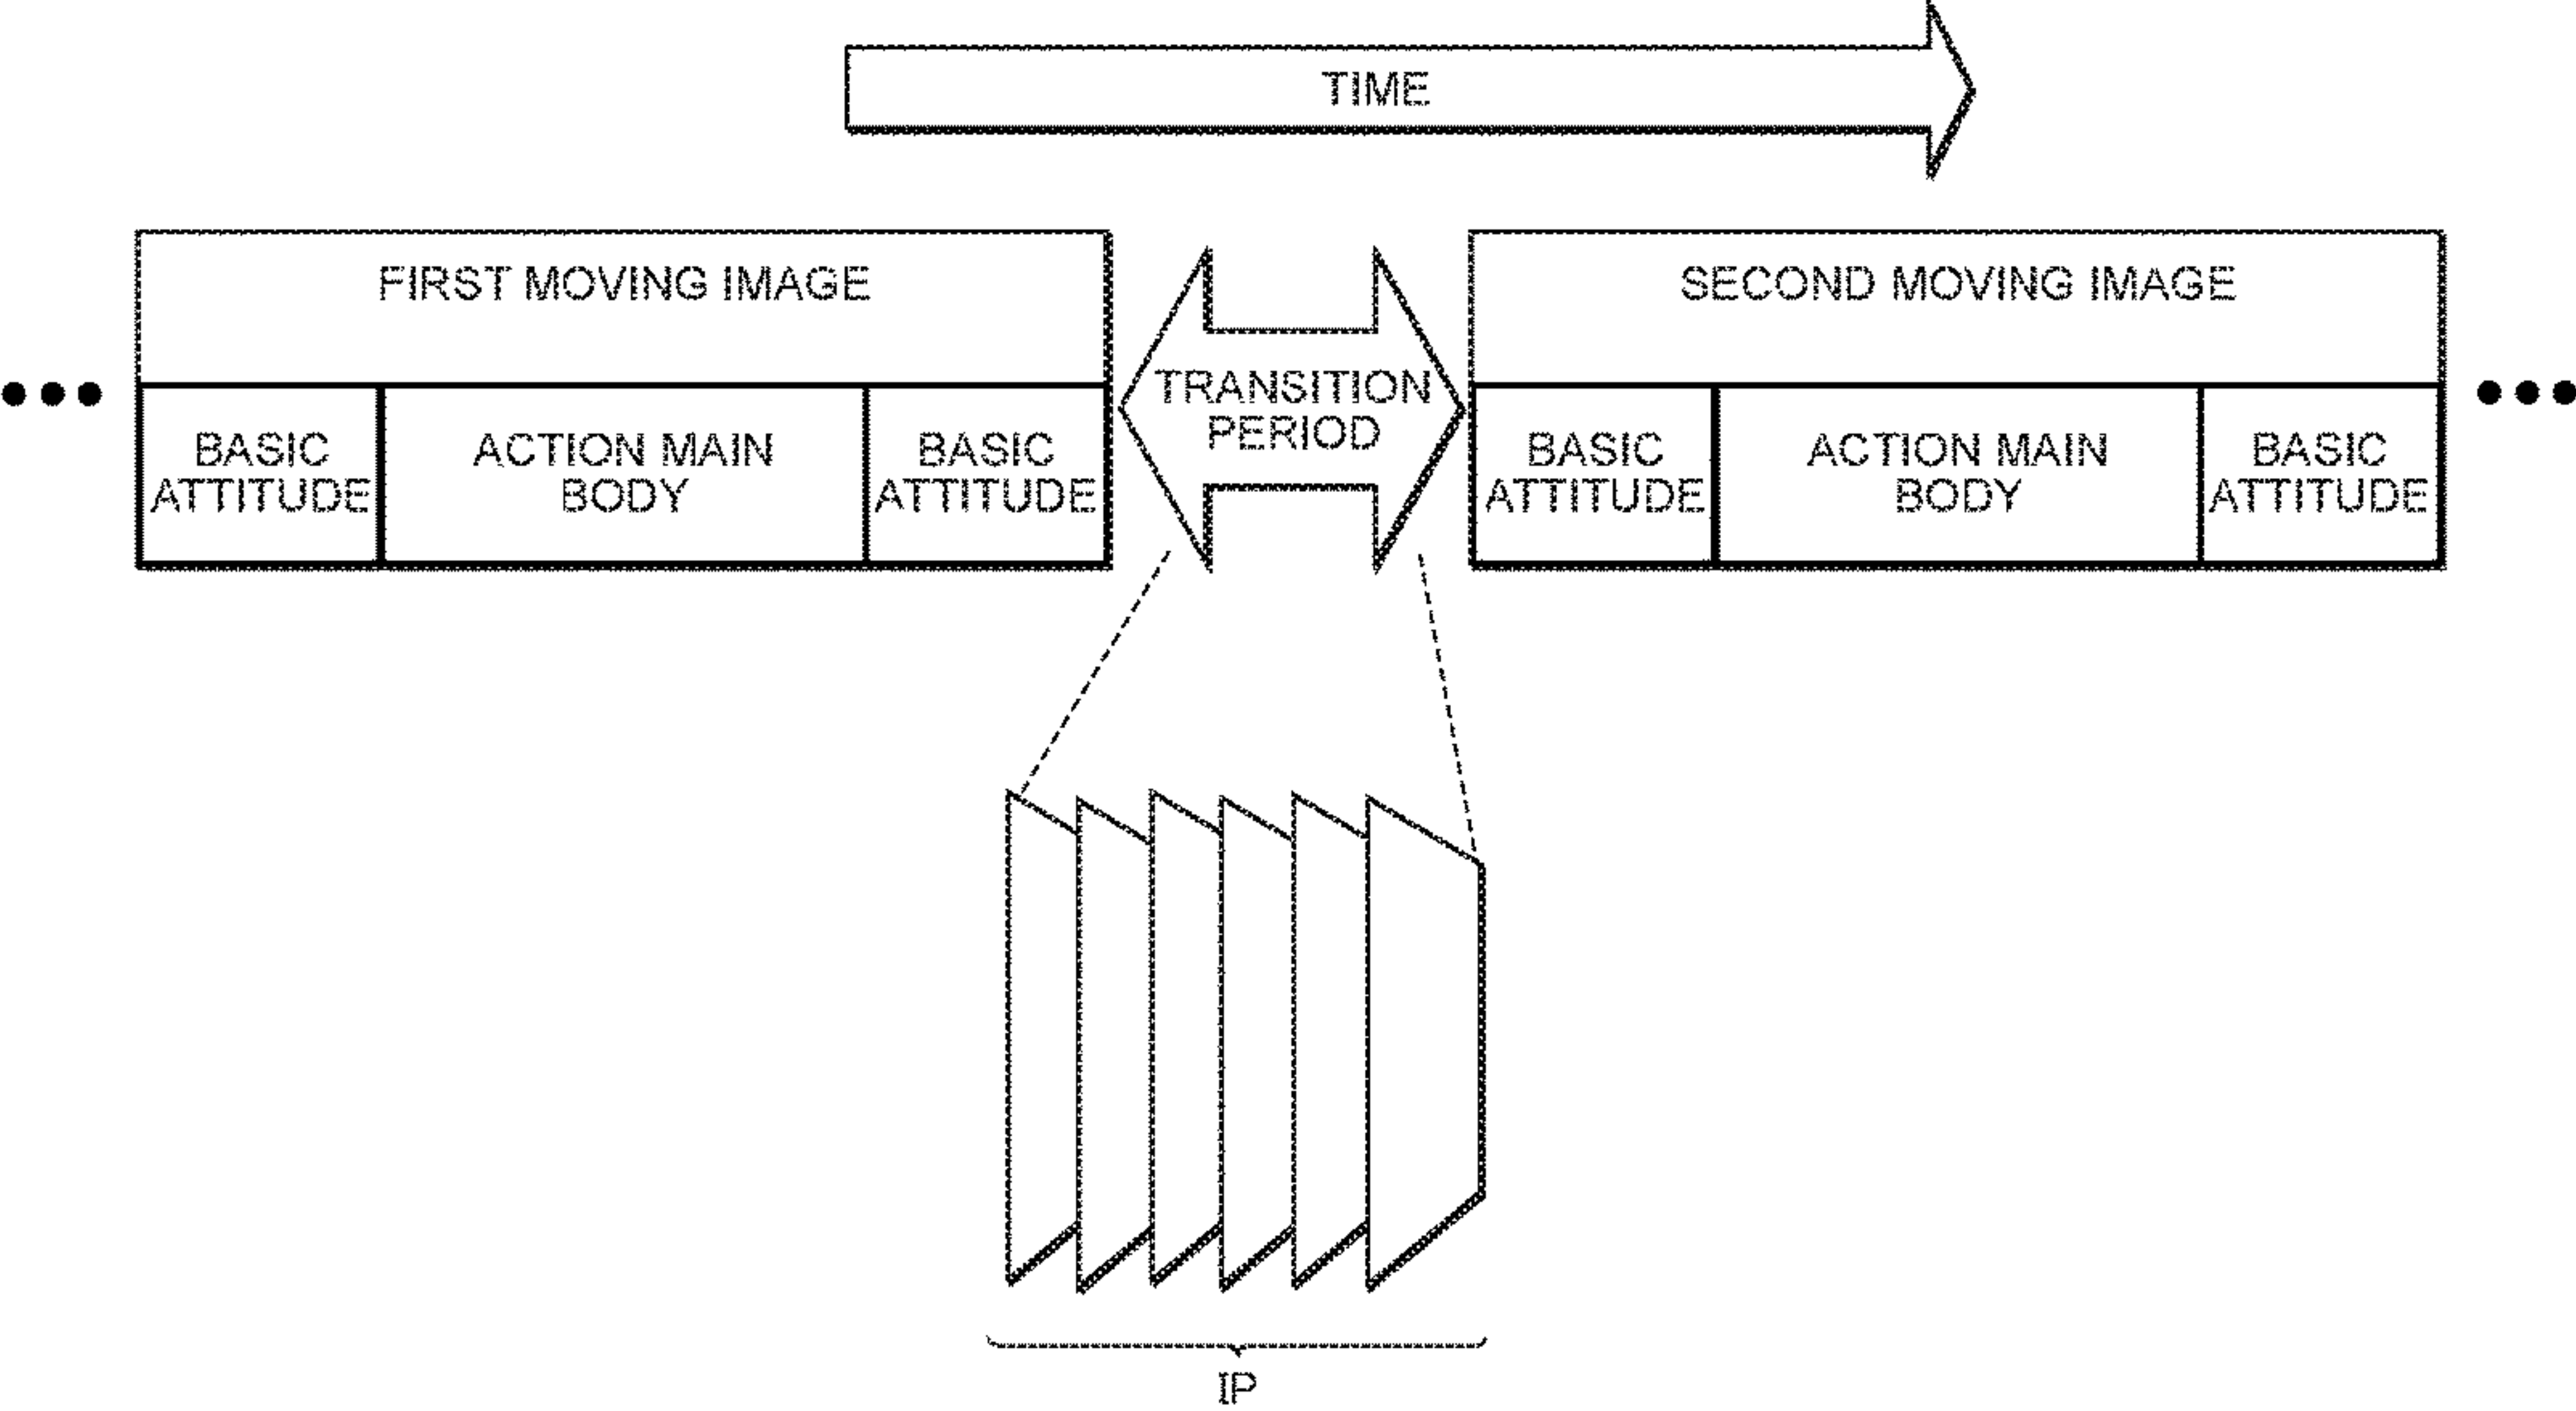 TIME
FIRST MOVING IMAGE
SECOND MOVING IMAGE
BASIC
ATTITUDE
ACTION MAIN
BODY
BASIC
ATTITUDE
TRANSITION
PERIOD
BASIC
ATTITUDE
ACTION MAIN
BODY
BASIC
ATTITUDE
IP